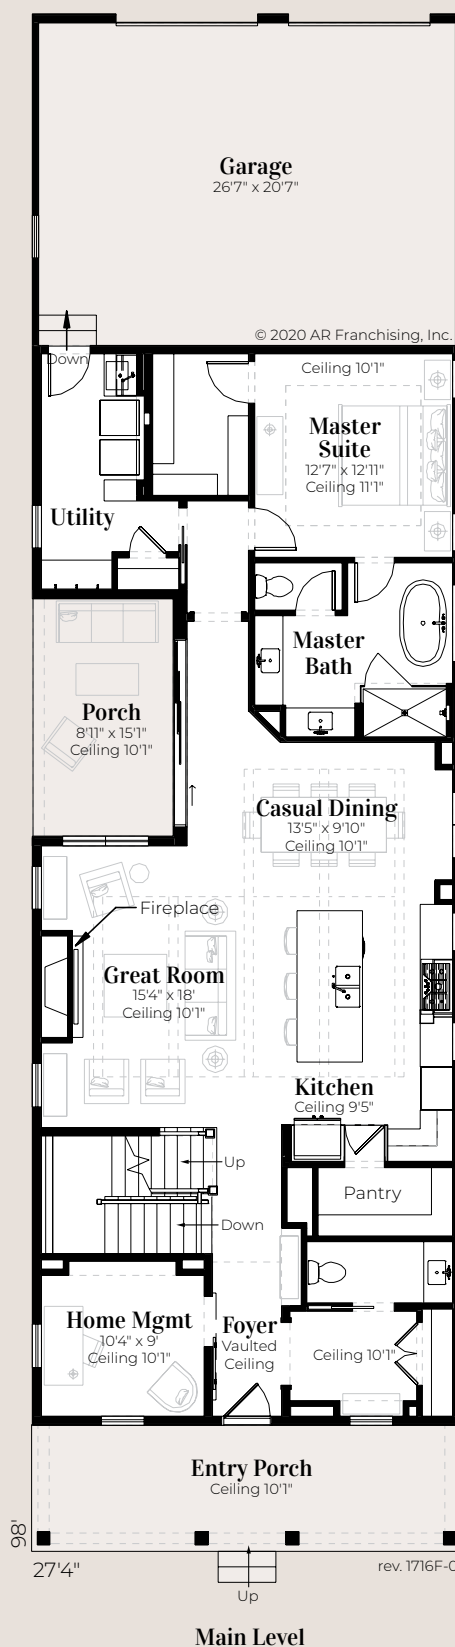 Garage
26'7" x 20'7"
© 2020 AR Franchising, Inc.
Down
Ceiling 10'1"
Master
Suite
12'7" x 12'11"
Ceiling 11'1"
Utility
Master
Bath
Porch
8'11" x 15'1"
Ceiling 10'1"
Casual Dining
13'5" x 9'10"
Ceiling 10'1"
Fireplace
Great Room
15'4" x 18'
Ceiling 10'1"
Kitchen
Ceiling 9'5"
Up
Pantry
Down
Home Mgmt
10'4" x 9'
Ceiling 10'1"
Foyer
Vaulted
Ceiling
Ceiling 10'1"
Entry Porch
Ceiling 10'1"
98'
27'4"
rev. 1716F-0
Up
Main Level